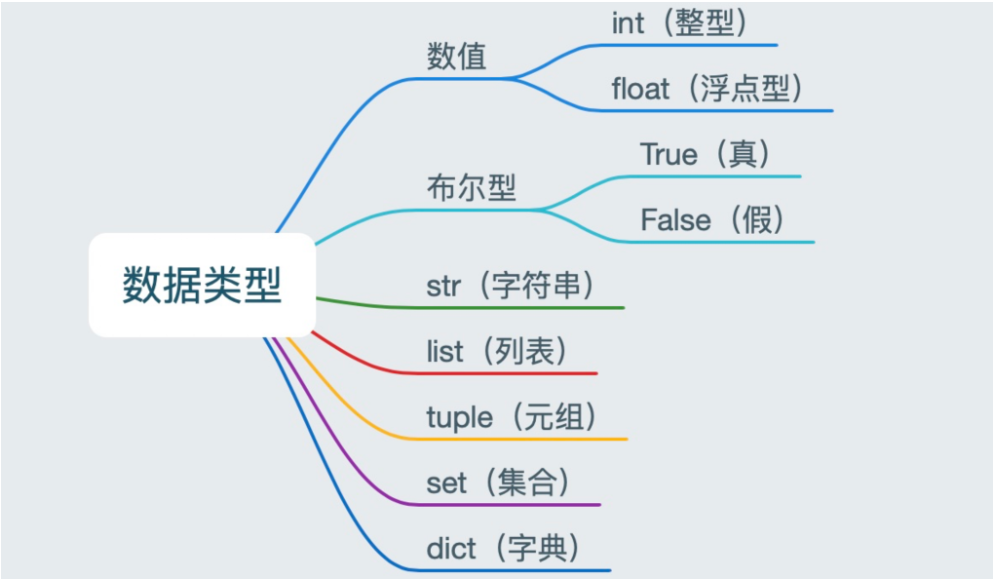 数据类型
数值
int（整型）
float（浮点型）
布尔型
True（真）
False（假）
str（字符串）
list（列表）
tuple（元组）
set（集合）
dict（字典）